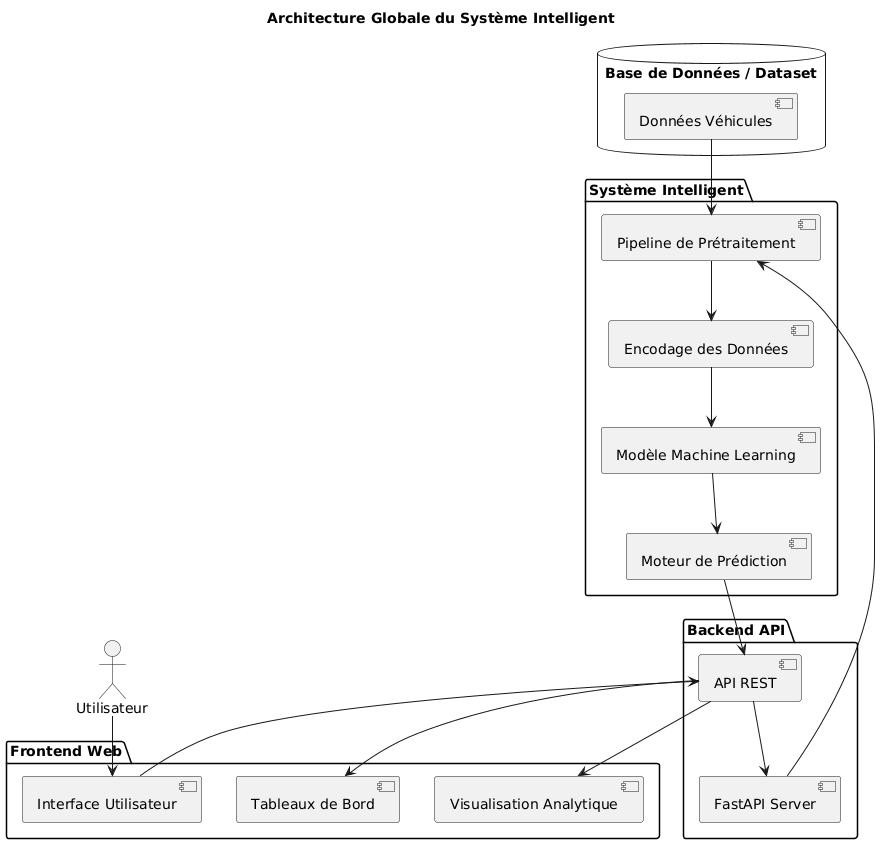 Architecture Globale du Système Intelligent
Base de Données / Dataset
Données Véhicules
Système Intelligent
Pipeline de Prétraitement
Encodage des Données
Modèle Machine Learning
Moteur de Prédiction
Backend API
API REST
Utilisateur
Frontend Web
Interface Utilisateur
Tableaux de Bord
Visualisation Analytique
FastAPI Server